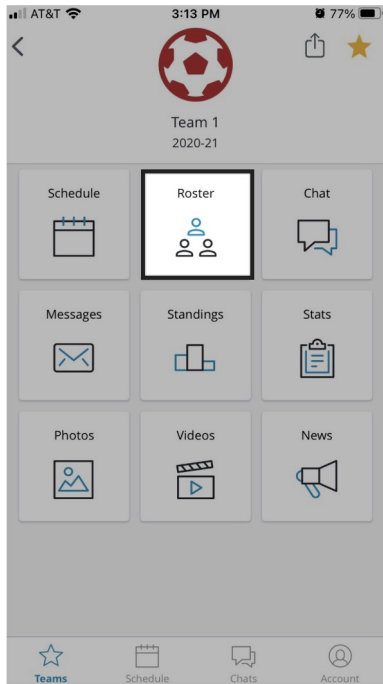 AT&T 3:13 PM 77%
Team 1
2020-21
Schedule Roster Chat
Messages Standings Stats
Photos Videos News
Teams Schedule Chats Account